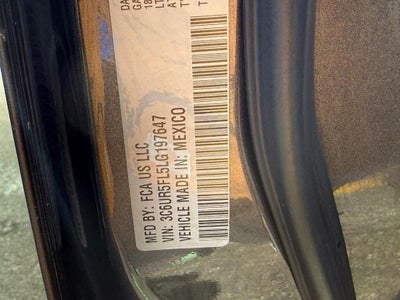 MFD BY: FCA US LLC
VIN: 3C6UR5FL5LG197647
VEHICLE MADE IN: MEXICO